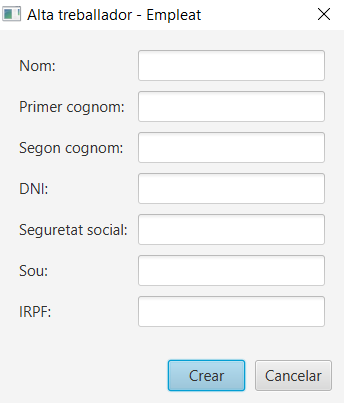 Alta treballador - Empleat
Nom:
Primer cognom:
Segon cognom:
DNI:
Seguretat social:
Sou:
IRPF:
Crear Cancelar